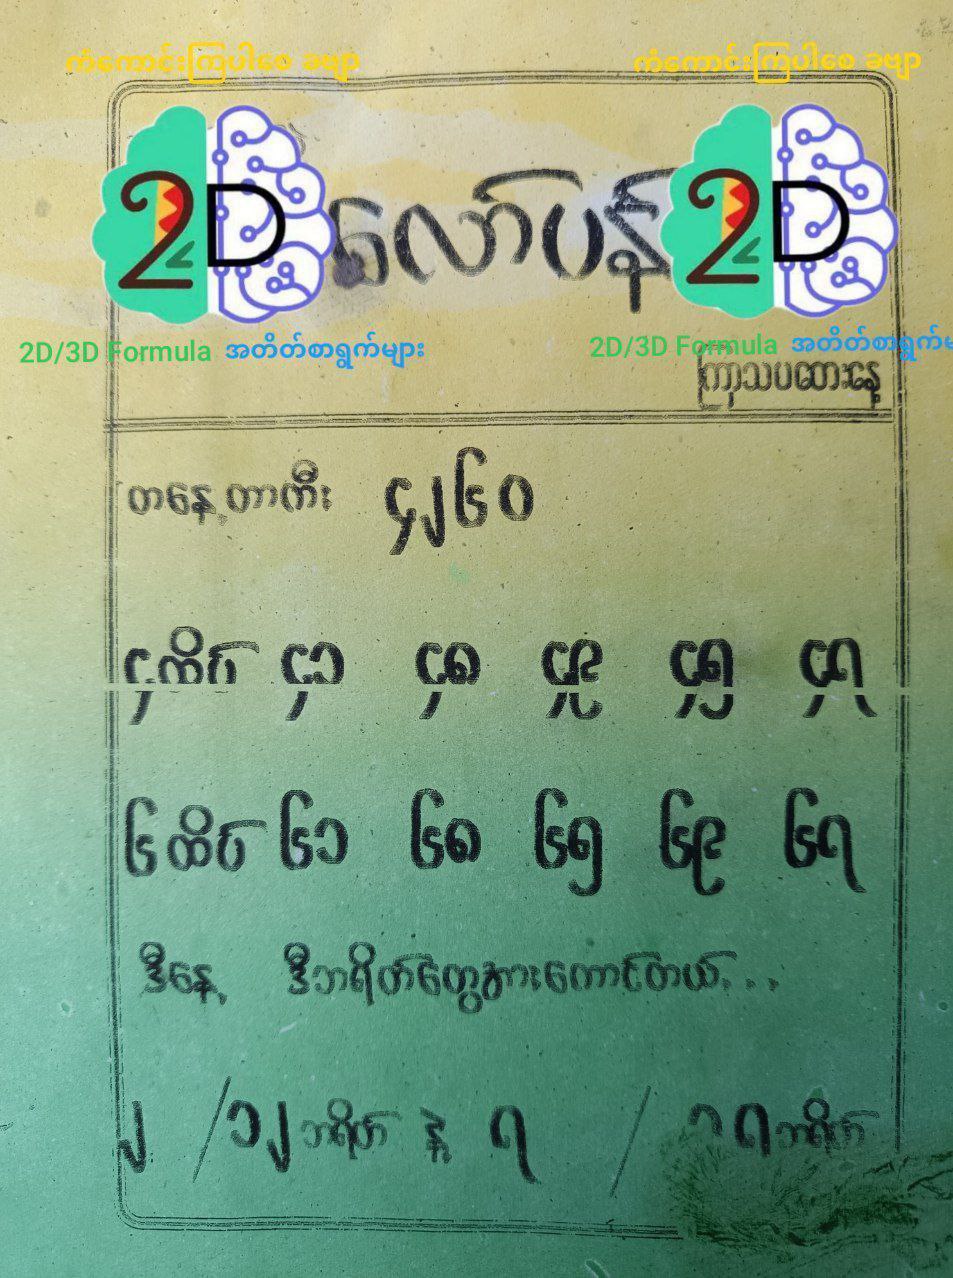 ကံကောင်းကြပါစေ ခဗျာ ကံကောင်းကြပါစေ ခဗျာ
2D လော်ပန် 2D
2D/3D Formula အတိတ်စာရွက်များ 2D/3D Formula အတိတ်စာရွက်မျ
ကြာသပတေးနေ့
တနေ့တာကီး ၄၂၆၀
၄ထိပ် ၄၁ ၄၈ ၄၉ ၄၅ ၄၇
၆ထိပ် ၆၁ ၆၈ ၆၅ ၆၉ ၆၇
ဒီနေ့ ဒီဘရိတ်တွေအားကောင်တယ်...
၂ /၁၂ဘရိတ် နဲ့ ၇ / ၁၇ဘရိတ်